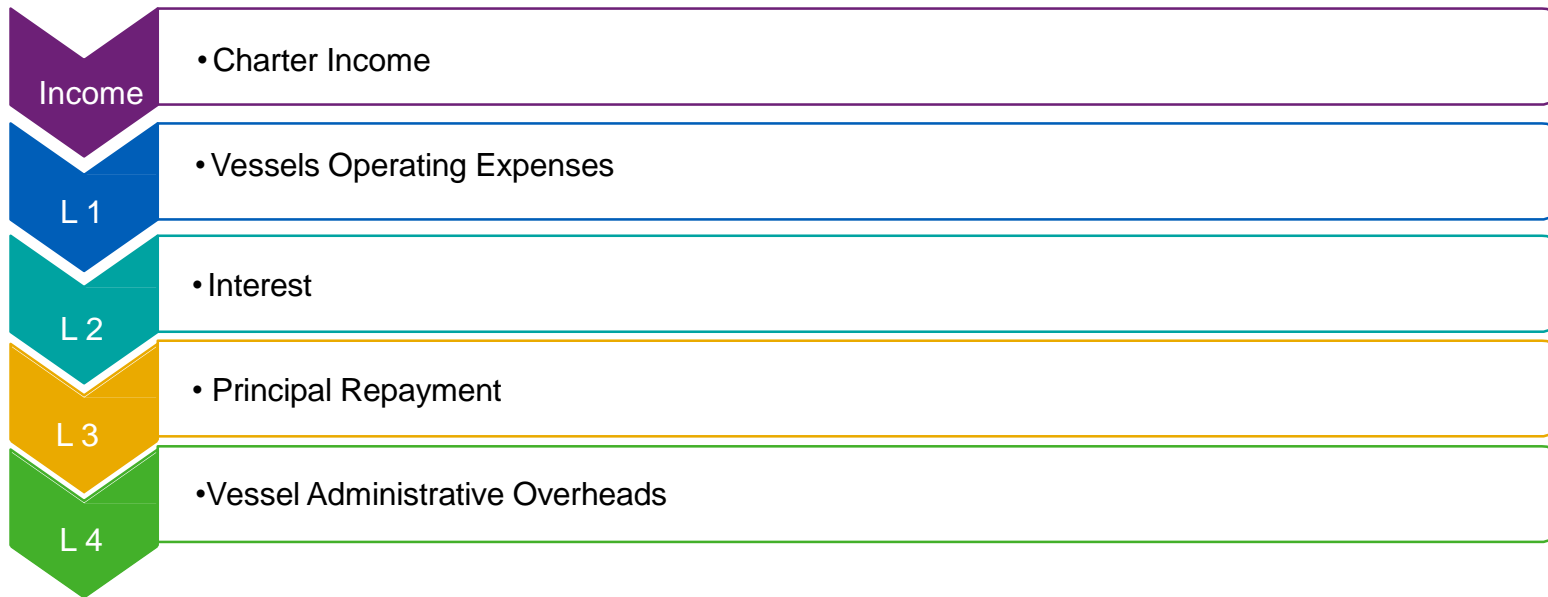 Income
• Charter Income
L 1
• Vessels Operating Expenses
L 2
• Interest
L 3
• Principal Repayment
L 4
•Vessel Administrative Overheads